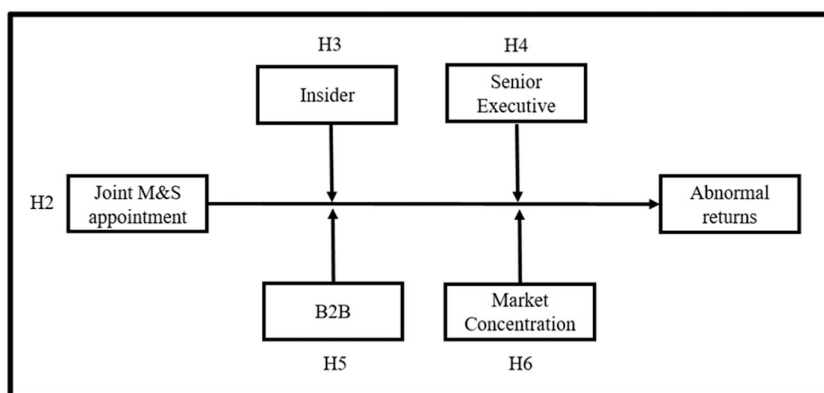 H3
H4
Insider
Senior
Executive
H2
Joint M&S
appointment
Abnormal
returns
B2B
Market
Concentration
H5
H6